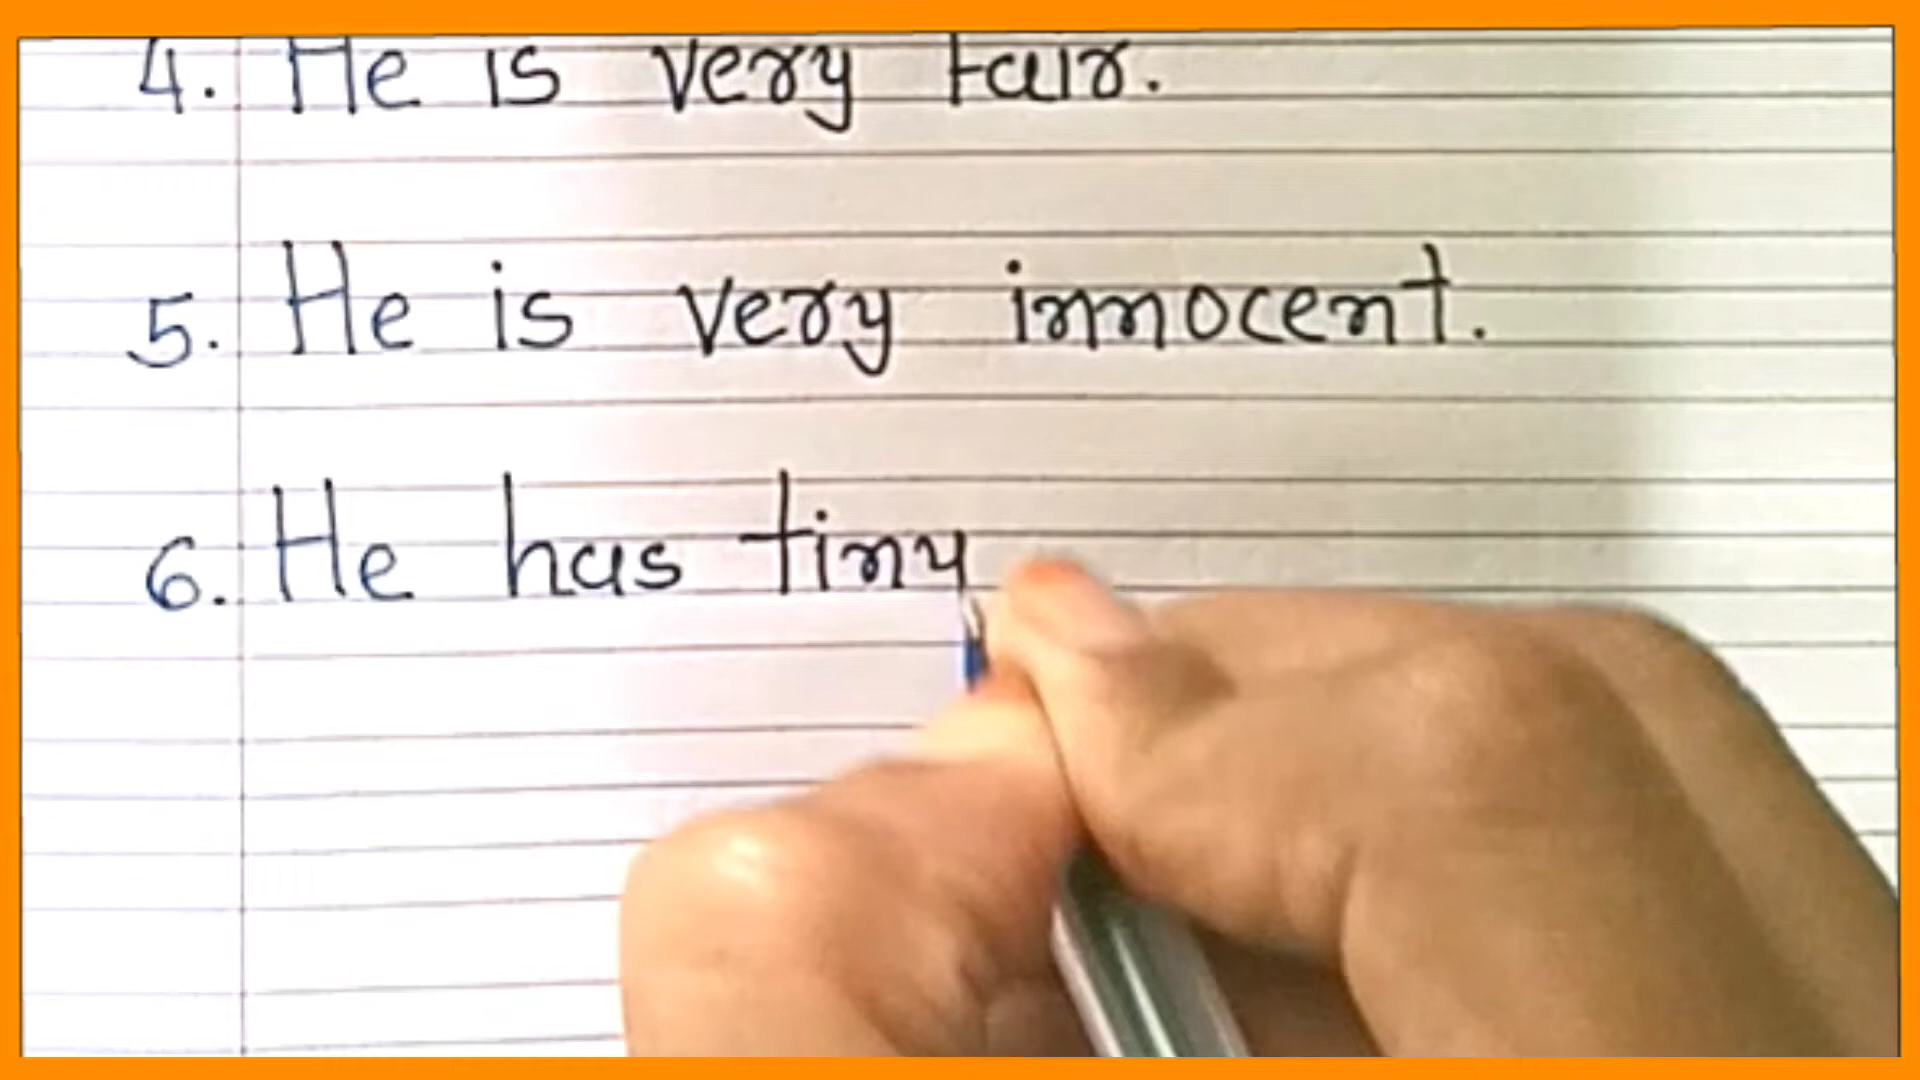 4. He is very fair.
5. He is very innocent.
6. He has tiny